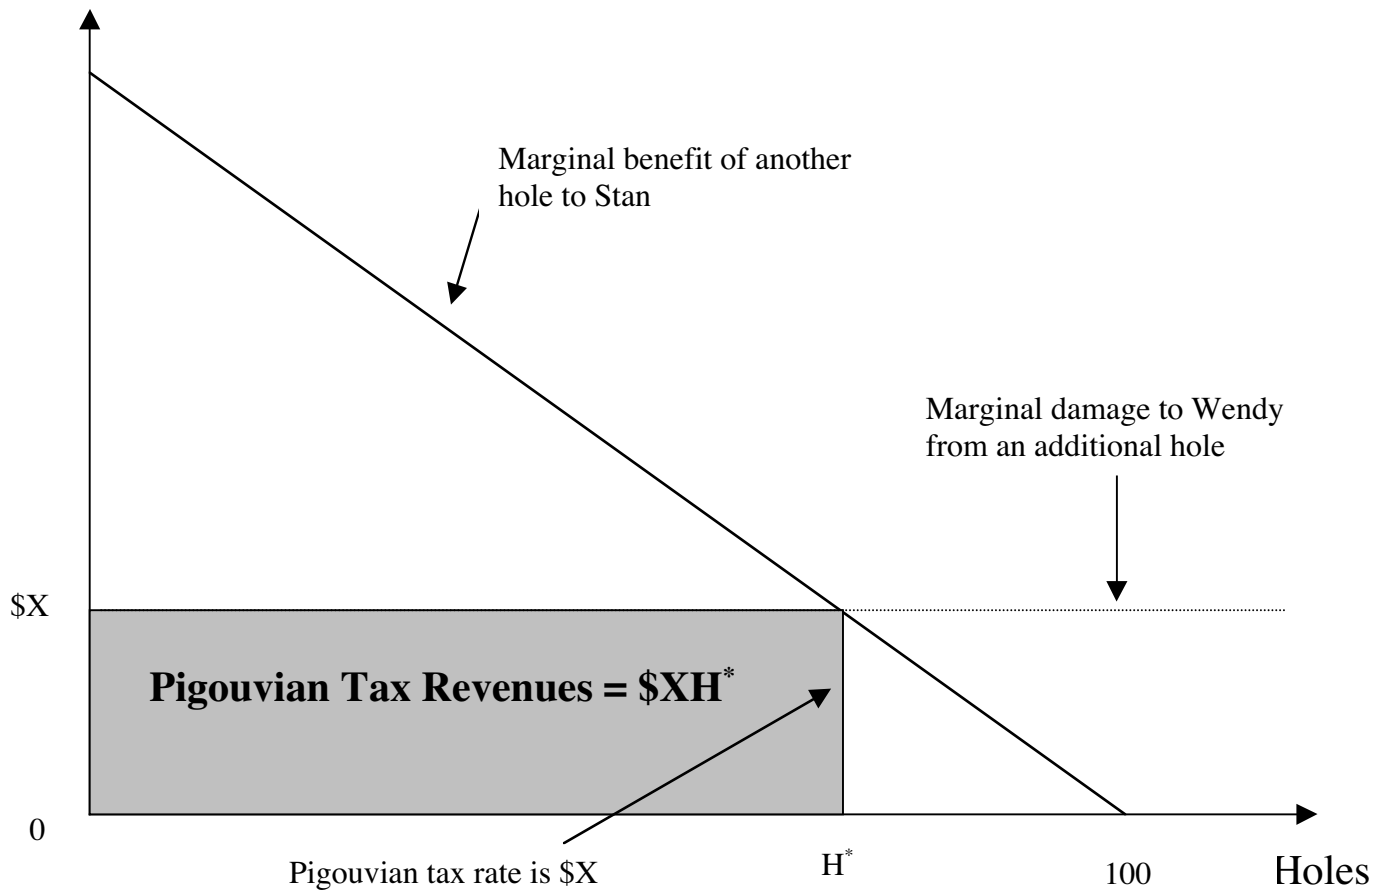 Marginal benefit of another
hole to Stan
Marginal damage to Wendy
from an additional hole
$X
Pigouvian Tax Revenues = $XH*
0
Pigouvian tax rate is $X
H*
100
Holes